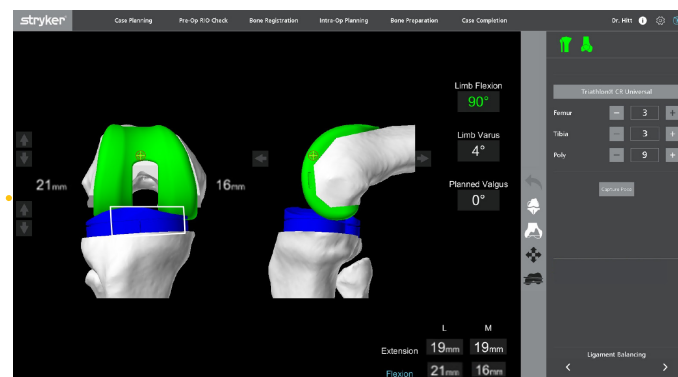 stryker
Case Planning
Pre-Op RIO Check
Bone Registration
Intra-Op Planning
Bone Preparation
Case Completion
Dr. Hitt
Limb Flexion
90°
Limb Varus
4°
Planned Valgus
0°
21mm
16mm
L M
Extension 19mm 19mm
Flexion 21mm 16mm
Triathlon® CR Universal
Femur − 3 +
Tibia − 3 +
Poly − 9 +
Capture Pose
Ligament Balancing
< >